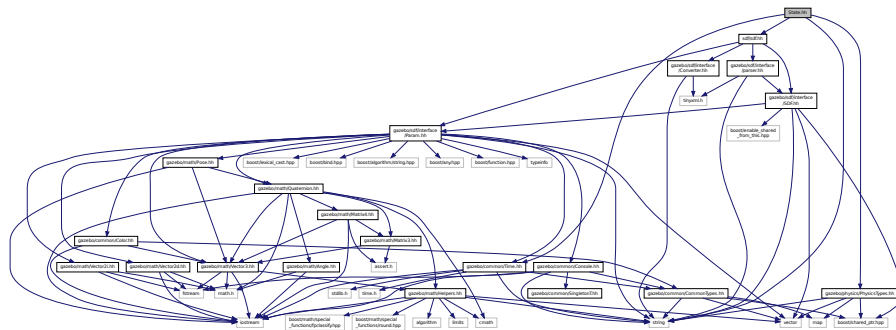 State.hh
sdf/sdf.hh
gazebo/sdf/interface
/Converter.hh
gazebo/sdf/interface
/parser.hh
tinyxml.h
gazebo/sdf/interface
/SDF.hh
gazebo/sdf/interface
/Param.hh
boost/enable_shared
_from_this.hpp
gazebo/math/Pose.hh
boost/lexical_cast.hpp
boost/bind.hpp
boost/algorithm/string.hpp
boost/any.hpp
boost/function.hpp
typeinfo
gazebo/math/Quaternion.hh
gazebo/math/Matrix4.hh
gazebo/common/Color.hh
gazebo/math/Matrix3.hh
gazebo/math/Vector2i.hh
gazebo/math/Vector2d.hh
gazebo/math/Vector3.hh
gazebo/math/Angle.hh
assert.h
gazebo/common/Time.hh
gazebo/common/Console.hh
fstream
math.h
stdlib.h
time.h
gazebo/math/Helpers.hh
gazebo/common/SingletonT.hh
gazebo/common/CommonTypes.hh
gazebo/physics/PhysicsTypes.hh
iostream
boost/math/special
_functions/fpclassify.hpp
boost/math/special
_functions/round.hpp
algorithm
limits
cmath
string
vector
map
boost/shared_ptr.hpp